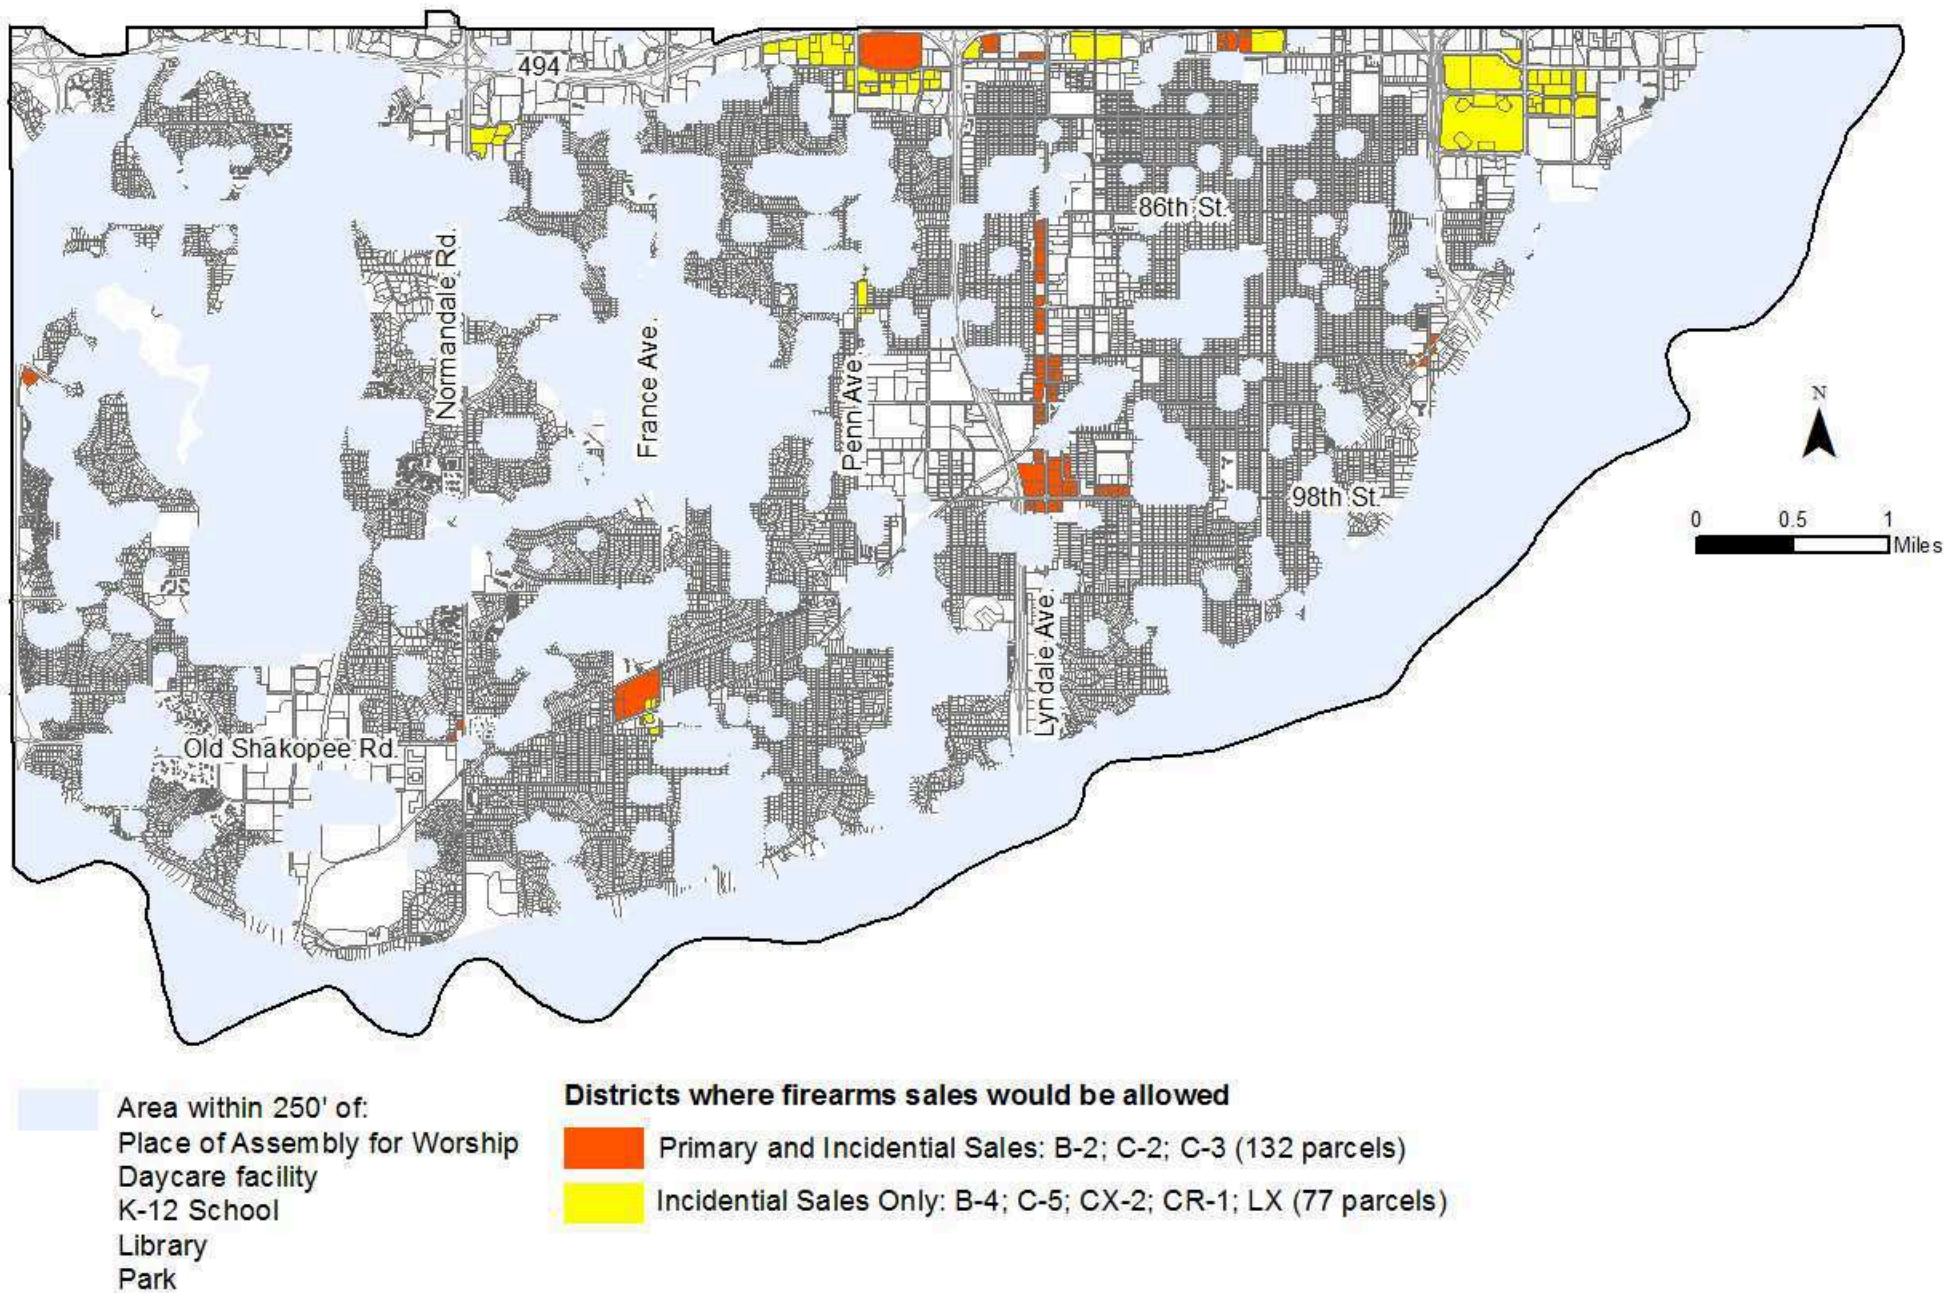 494
86th St.
Normandale Rd.
France Ave.
Penn Ave.
98th St.
N
0 0.5 1
Miles
Lyndale Ave.
Old Shakopee Rd.
Area within 250' of:
Place of Assembly for Worship
Daycare facility
K-12 School
Library
Park
Districts where firearms sales would be allowed
Primary and Incidential Sales: B-2; C-2; C-3 (132 parcels)
Incidential Sales Only: B-4; C-5; CX-2; CR-1; LX (77 parcels)